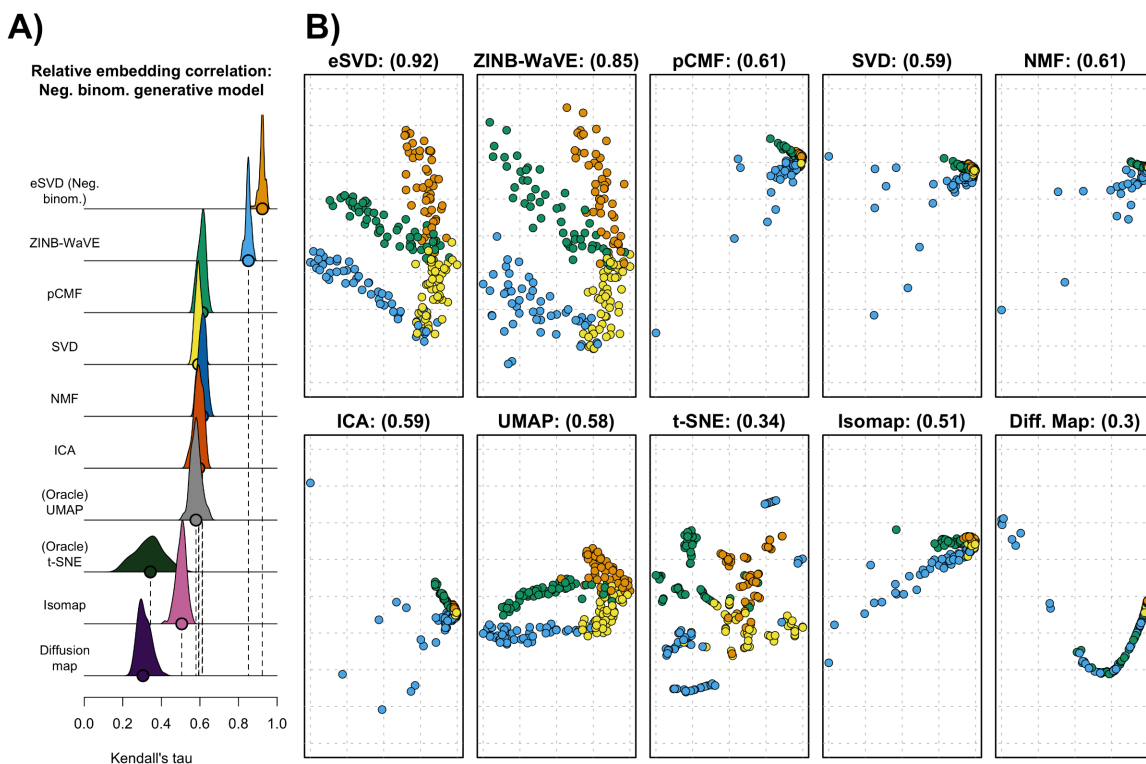 A)
Relative embedding correlation:
Neg. binom. generative model
eSVD (Neg.
binom.)
ZINB-WaVE
pCMF
SVD
NMF
ICA
(Oracle)
UMAP
(Oracle)
t-SNE
Isomap
Diffusion
map
0.0 0.2 0.4 0.6 0.8 1.0
Kendall's tau
B)
eSVD: (0.92) ZINB-WaVE: (0.85) pCMF: (0.61) SVD: (0.59) NMF: (0.61)
ICA: (0.59) UMAP: (0.58) t-SNE: (0.34) Isomap: (0.51) Diff. Map: (0.3)